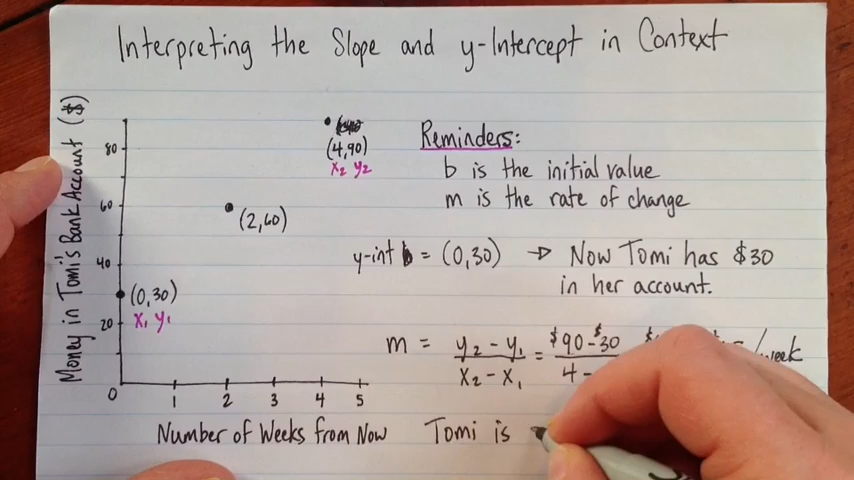 Interpreting the Slope and y-Intercept in Context
Money in Tomi's Bank Account ($)
80
60
40
20
0
1 2 3 4 5
Number of Weeks from Now
(4,90)
x₂ y₂
(2,60)
(0,30)
x₁ y₁
Reminders:
b is the initial value
m is the rate of change
y-int = (0,30) → Now Tomi has $30
in her account.
m = y₂ - y₁ = $90 - $30 /week
x₂ - x₁ 4 -
Tomi is